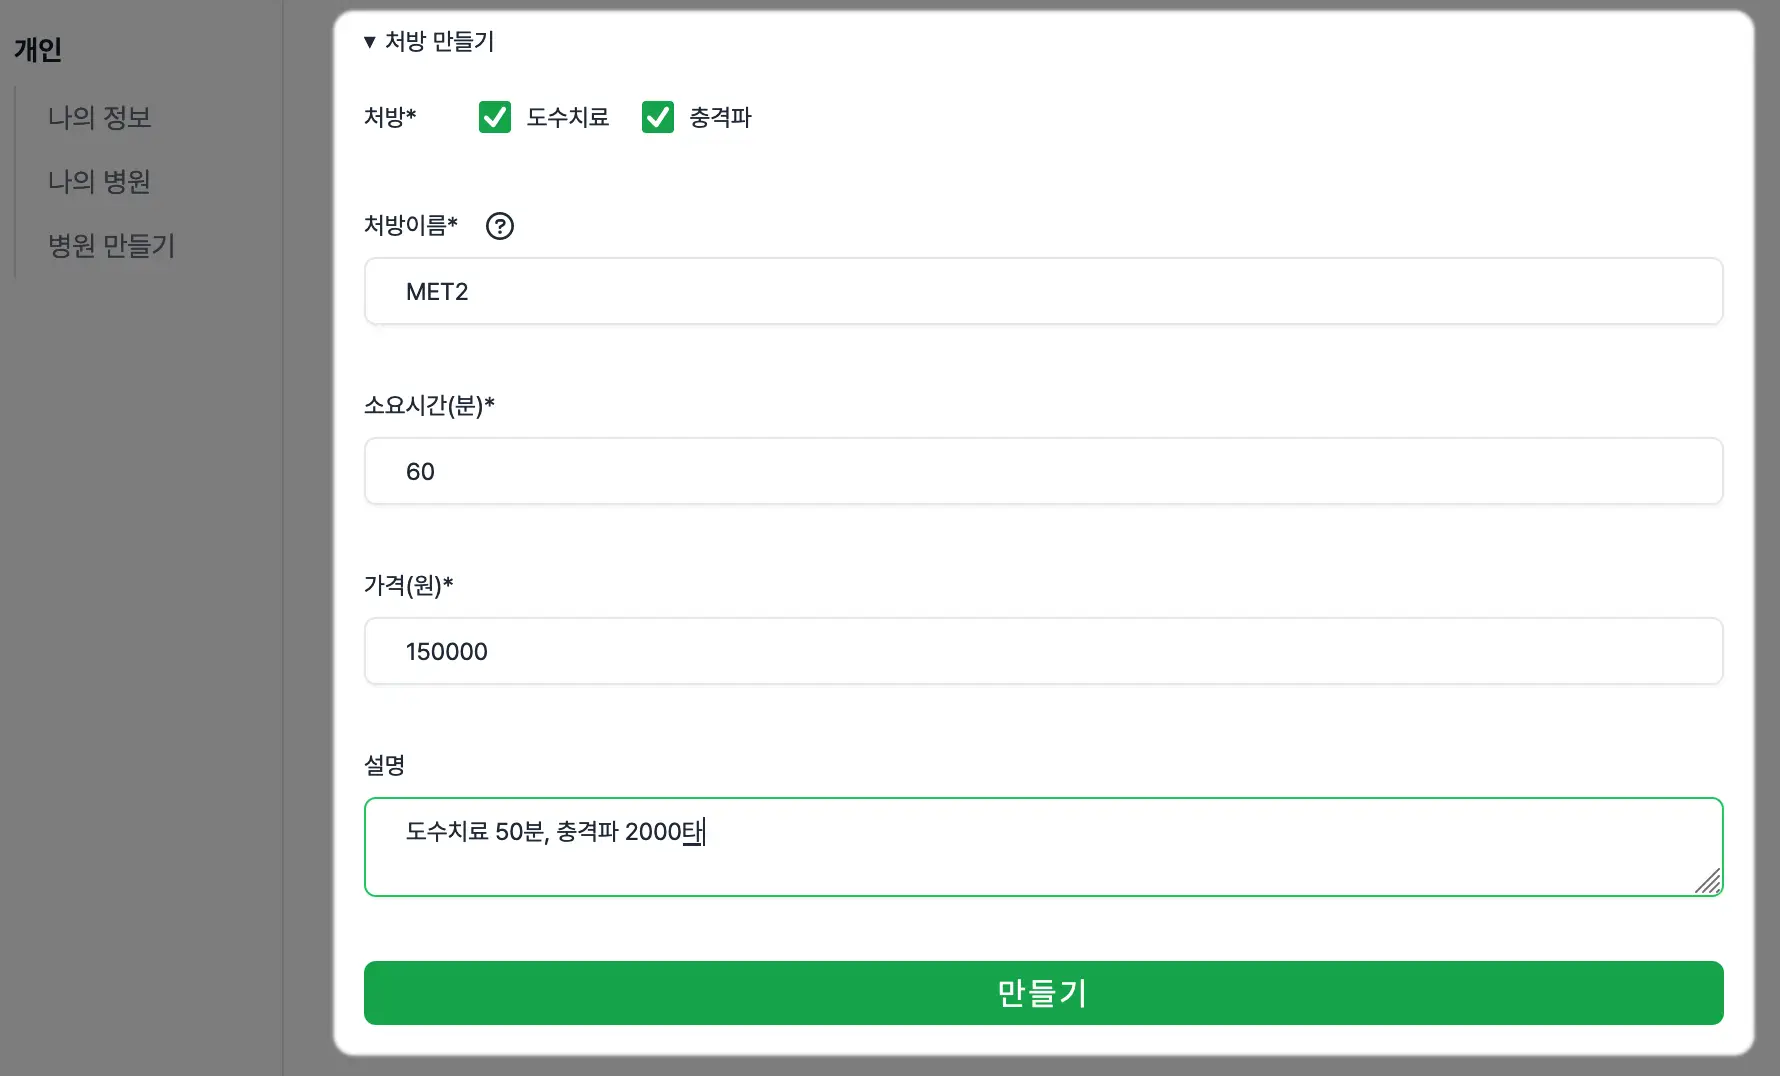 개인
나의 정보
나의 병원
병원 만들기
▼ 처방 만들기
처방* 도수치료 충격파
처방이름* ?
MET2
소요시간(분)*
60
가격(원)*
150000
설명
도수치료 50분, 충격파 2000타
만들기